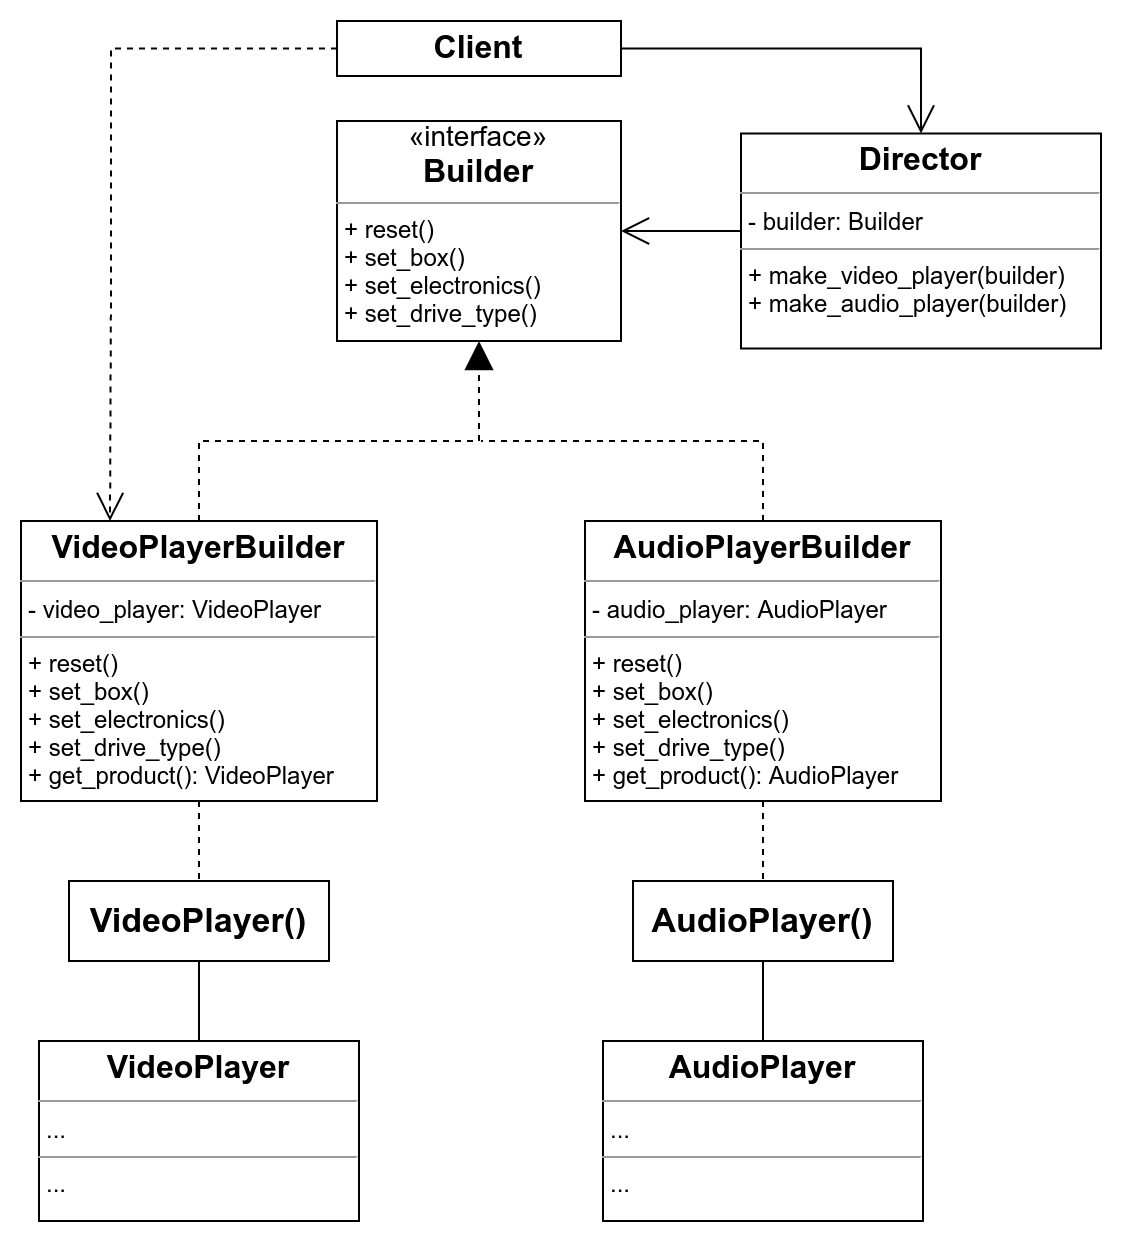 Client
«interface»
Builder
+ reset()
+ set_box()
+ set_electronics()
+ set_drive_type()
Director
- builder: Builder
+ make_video_player(builder)
+ make_audio_player(builder)
VideoPlayerBuilder
- video_player: VideoPlayer
+ reset()
+ set_box()
+ set_electronics()
+ set_drive_type()
+ get_product(): VideoPlayer
AudioPlayerBuilder
- audio_player: AudioPlayer
+ reset()
+ set_box()
+ set_electronics()
+ set_drive_type()
+ get_product(): AudioPlayer
VideoPlayer()
AudioPlayer()
VideoPlayer
...
...
AudioPlayer
...
...